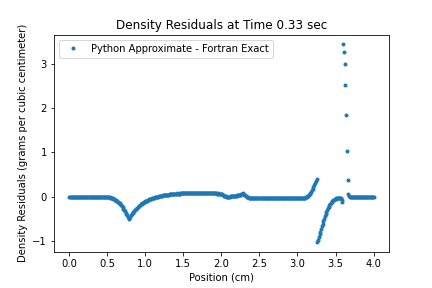 Density Residuals at Time 0.33 sec
Python Approximate - Fortran Exact
Density Residuals (grams per cubic centimeter)
3
2
1
0
−1
0.0 0.5 1.0 1.5 2.0 2.5 3.0 3.5 4.0
Position (cm)